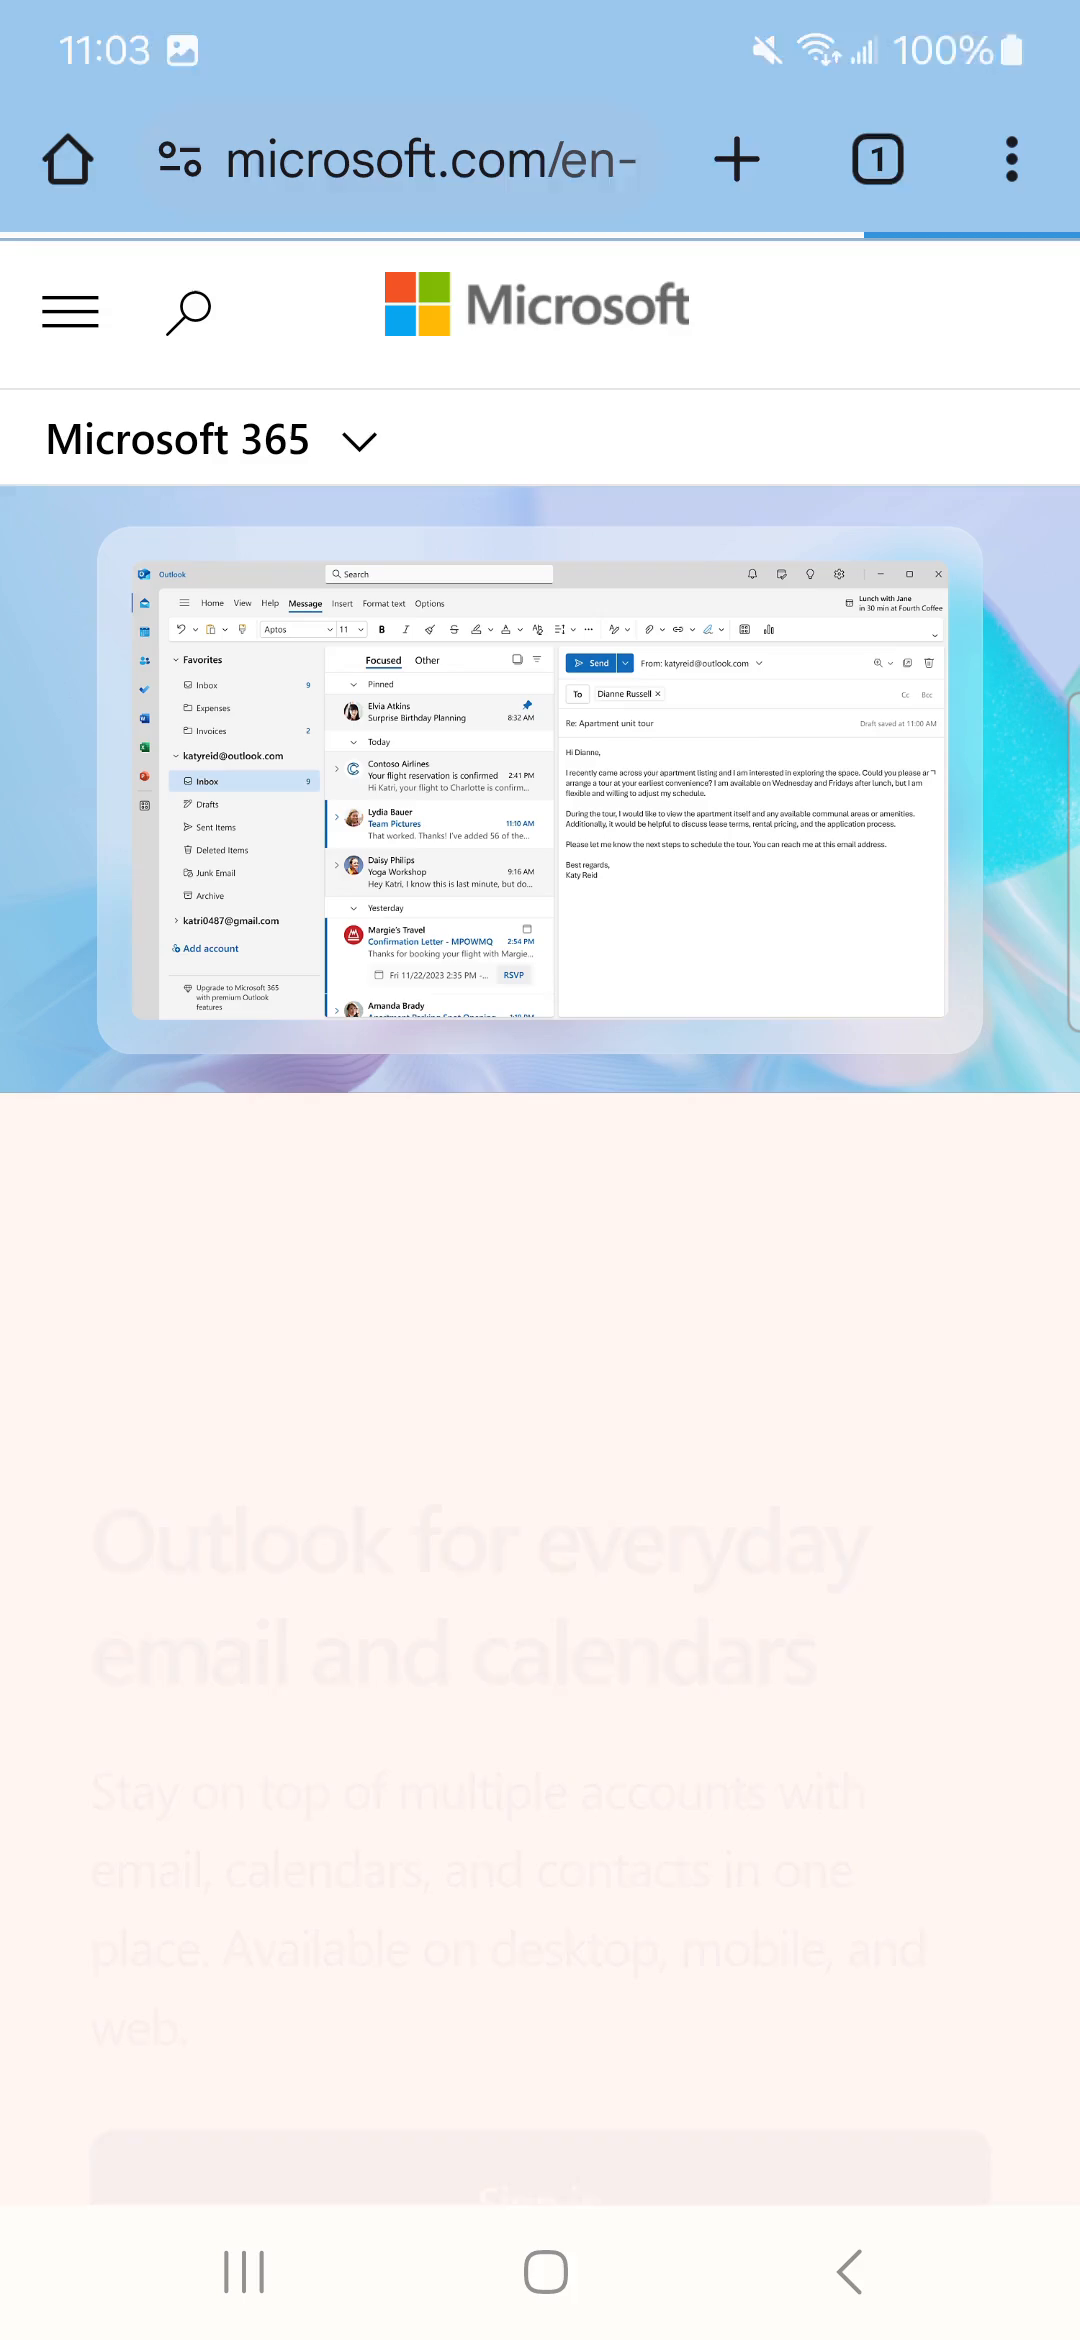 11:03
100%
microsoft.com/en-
1
Microsoft
Microsoft 365
Outlook
Search
Home View Help Message Insert Format text Options
Lunch with Jane
in 30 min at Fourth Coffee
Aptos 11 B I
Favorites
Inbox 9
Expenses
Invoices 2
katyreid@outlook.com
Inbox 9
Drafts
Sent Items
Deleted Items
Junk Email
Archive
katri0487@gmail.com
Add account
Upgrade to Microsoft 365
with premium Outlook
features
Focused Other
Pinned
Elvia Atkins
Surprise Birthday Planning 8:32 AM
Today
Contoso Airlines
Your flight reservation is confirmed 2:41 PM
Hi Katri, your flight to Charlotte is confirm...
Lydia Bauer
Team Pictures 11:10 AM
That worked. Thanks! I've added 56 of the...
Daisy Philips
Yoga Workshop 9:16 AM
Hey Katri, I know this is last minute, but do...
Yesterday
Margie's Travel
Confirmation Letter - MPOWMQ 2:54 PM
Thanks for booking your flight with Margie...
Fri 11/22/2023 2:35 PM -... RSVP
Amanda Brady
Apartment Parking Spot Opening
Send From: katyreid@outlook.com
To Dianne Russell Cc Bcc
Re: Apartment unit tour Draft saved at 11:00 AM
Hi Dianne,
I recently came across your apartment listing and I am interested in exploring the space. Could you please
arrange a tour at your earliest convenience? I am available on Wednesday and Fridays after lunch, but I am
flexible and willing to adjust my schedule.
During the tour, I would like to view the apartment itself and any available communal areas or amenities.
Additionally, it would be helpful to discuss lease terms, rental pricing, and the application process.
Please let me know the next steps to schedule the tour. You can reach me at this email address.
Best regards,
Katy Reid
Outlook for everyday
email and calendars
Stay on top of multiple accounts with
email, calendars, and contacts in one
place. Available on desktop, mobile, and
web.